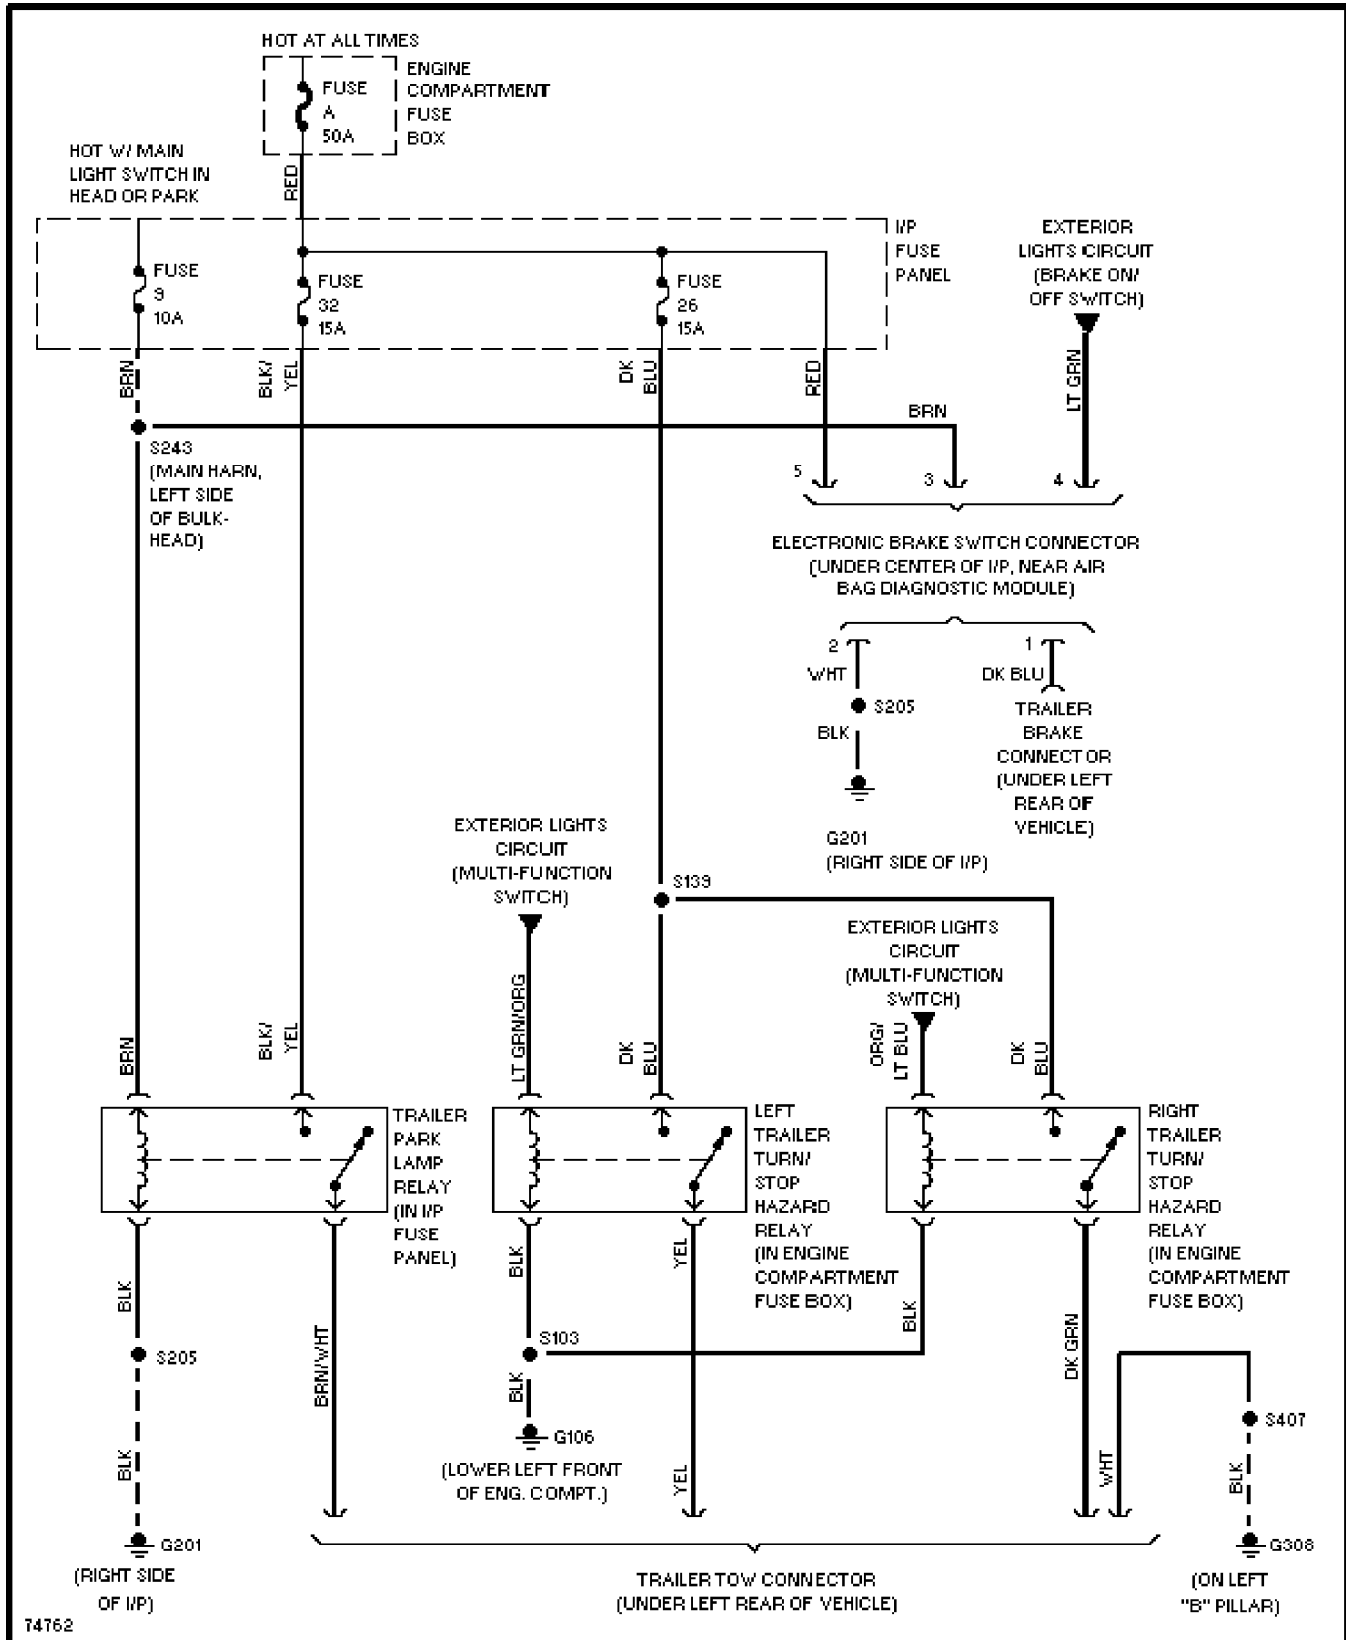 HOT AT ALL TIMES
FUSE
A
50A
ENGINE
COMPARTMENT
FUSE
BOX
HOT W/ MAIN
LIGHT SWITCH IN
HEAD OR PARK
RED
FUSE
9
10A
FUSE
32
15A
FUSE
26
15A
I/P
FUSE
PANEL
EXTERIOR
LIGHTS CIRCUIT
(BRAKE ON/
OFF SWITCH)
BRN
BLK/
YEL
DK
BLU
RED
LT GRN
BRN
S243
(MAIN HARN,
LEFT SIDE
OF BULK-
HEAD)
5
3
4
ELECTRONIC BRAKE SWITCH CONNECTOR
(UNDER CENTER OF I/P, NEAR AIR
BAG DIAGNOSTIC MODULE)
2
1
WHT
DK BLU
S205
BLK
TRAILER
BRAKE
CONNECTOR
(UNDER LEFT
REAR OF
VEHICLE)
G201
(RIGHT SIDE OF I/P)
EXTERIOR LIGHTS
CIRCUIT
(MULTI-FUNCTION
SWITCH)
S139
EXTERIOR LIGHTS
CIRCUIT
(MULTI-FUNCTION
SWITCH)
BRN
BLK/
YEL
LT GRN/ORG
DK
BLU
ORG/
LT BLU
DK
BLU
TRAILER
PARK
LAMP
RELAY
(IN I/P
FUSE
PANEL)
LEFT
TRAILER
TURN/
STOP
HAZARD
RELAY
(IN ENGINE
COMPARTMENT
FUSE BOX)
RIGHT
TRAILER
TURN/
STOP
HAZARD
RELAY
(IN ENGINE
COMPARTMENT
FUSE BOX)
BLK
BRN/WHT
BLK
YEL
BLK
DK GRN
S205
S103
BLK
G106
(LOWER LEFT FRONT
OF ENG. COMPT.)
BLK
YEL
WHT
S407
BLK
G201
(RIGHT SIDE
OF I/P)
TRAILER TOW CONNECTOR
(UNDER LEFT REAR OF VEHICLE)
G308
(ON LEFT
"B" PILLAR)
74762